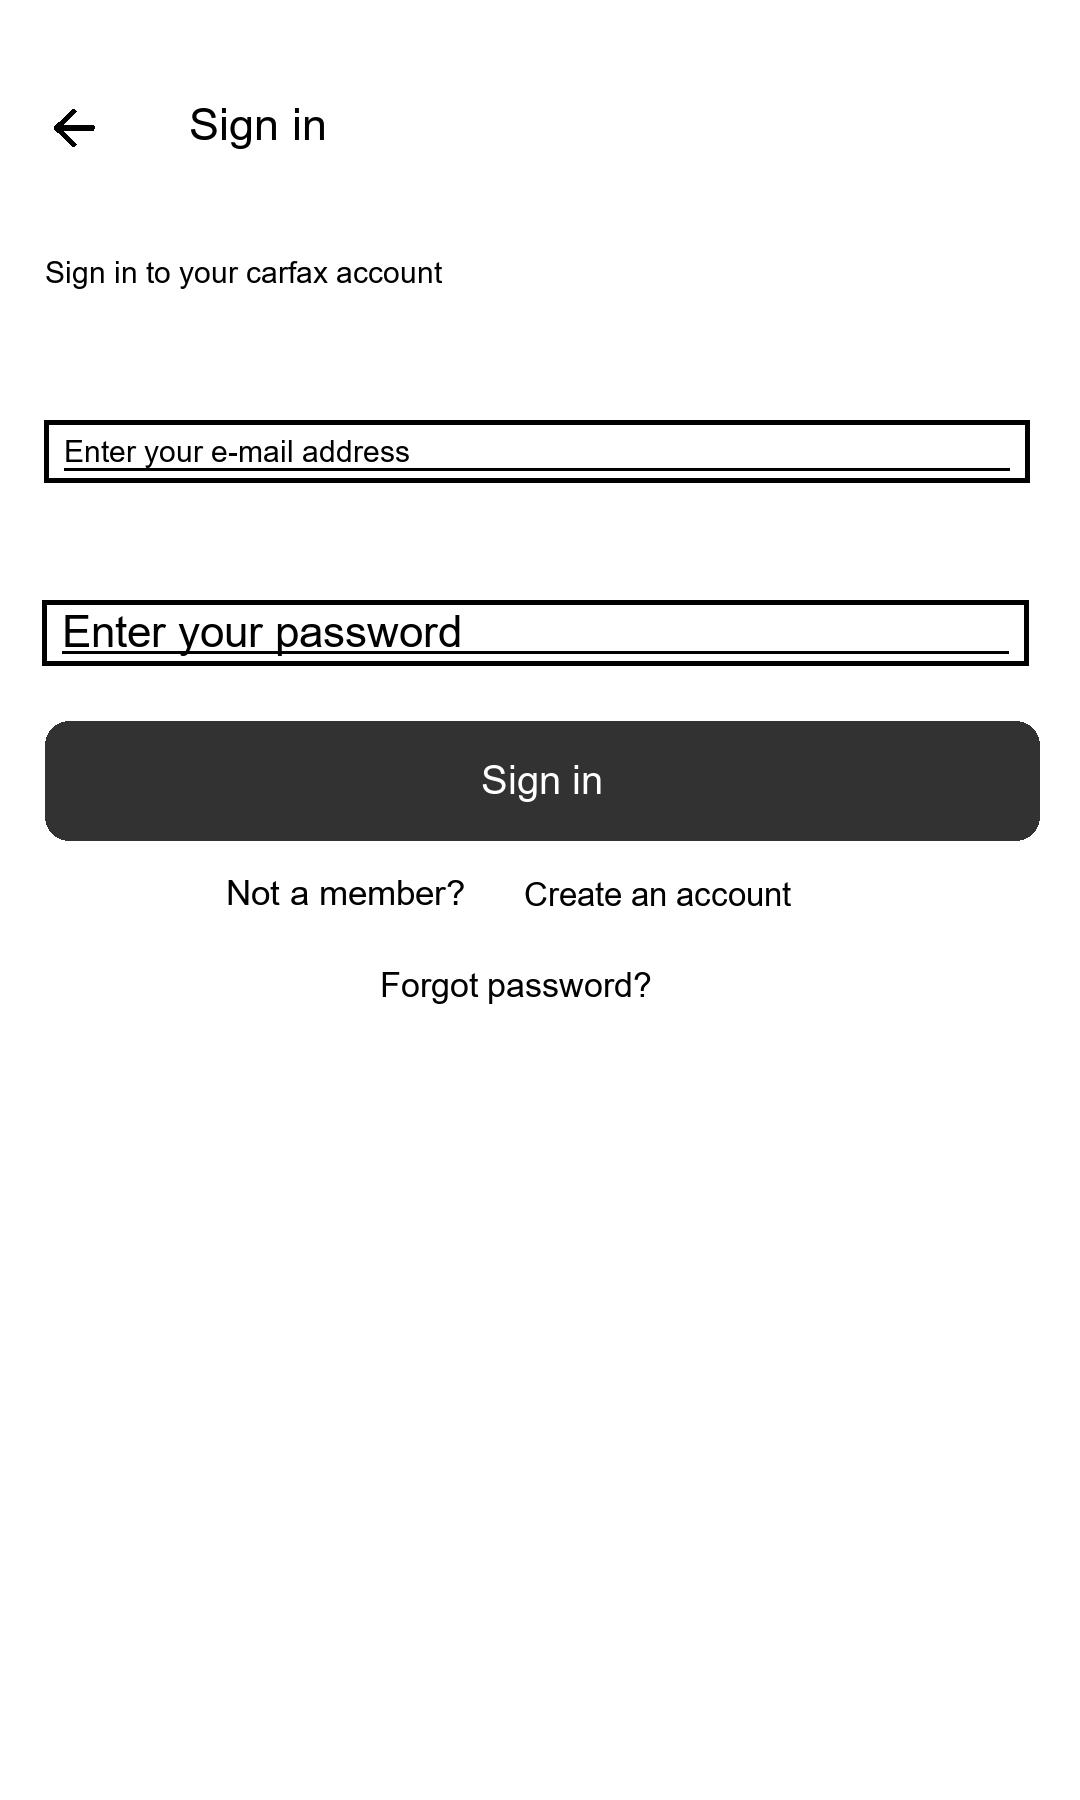 Sign in
Sign in to your carfax account
Enter your e-mail address
Enter your password
Sign in
Not a member? Create an account
Forgot password?